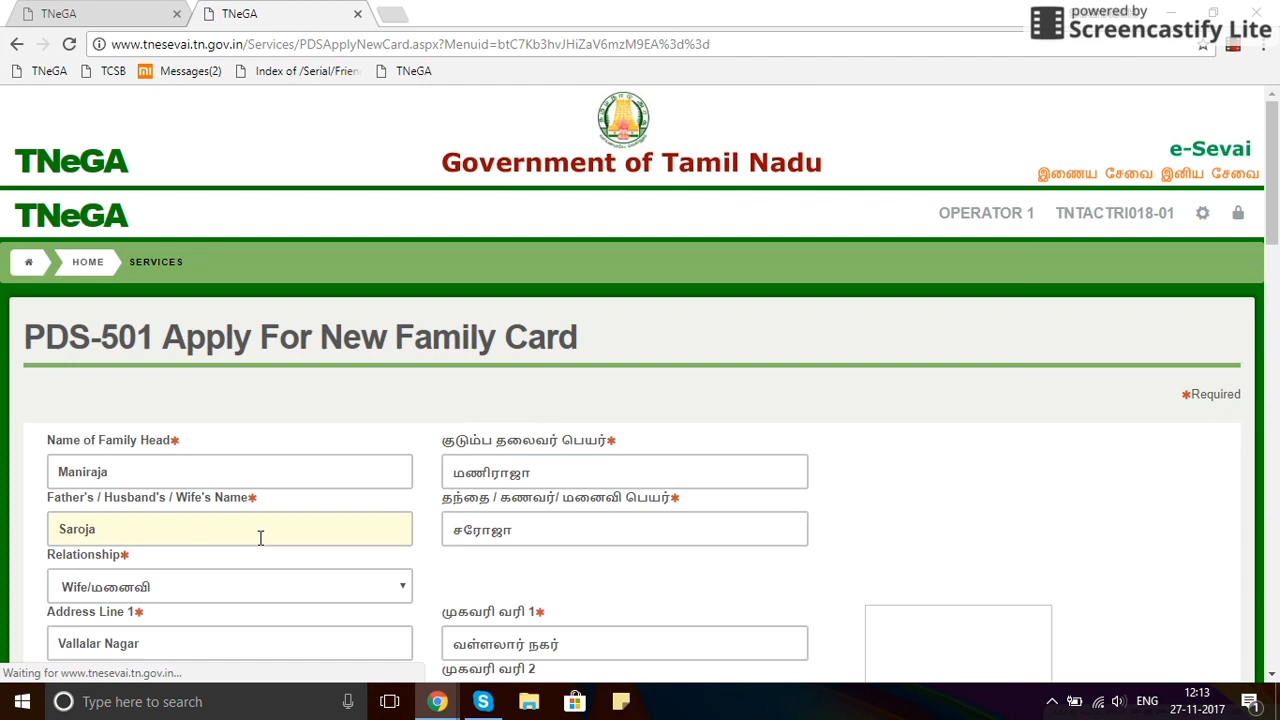 TNeGA
TNeGA
powered by
Screencastify Lite
www.tnesevai.tn.gov.in/Services/PDSApplyNewCard.aspx?Menuid=btC7Kb3hvJHiZaV6mzM9EA%3d%3d
TNeGA TCSB Messages(2) Index of /Serial/Frien TNeGA
TNeGA
Government of Tamil Nadu
e-Sevai
இணைய சேவை இனிய சேவை
TNeGA
OPERATOR 1 TNTACTRI018-01
HOME SERVICES
PDS-501 Apply For New Family Card
*Required
Name of Family Head* குடும்ப தலைவர் பெயர்*
Maniraja மணிராஜா
Father's / Husband's / Wife's Name* தந்தை / கணவர்/ மனைவி பெயர்*
Saroja சரோஜா
Relationship*
Wife/மனைவி
Address Line 1* முகவரி வரி 1*
Vallalar Nagar வள்ளலார் நகர்
முகவரி வரி 2
Waiting for www.tnesevai.tn.gov.in...
Type here to search
ENG
12:13
27-11-2017
1